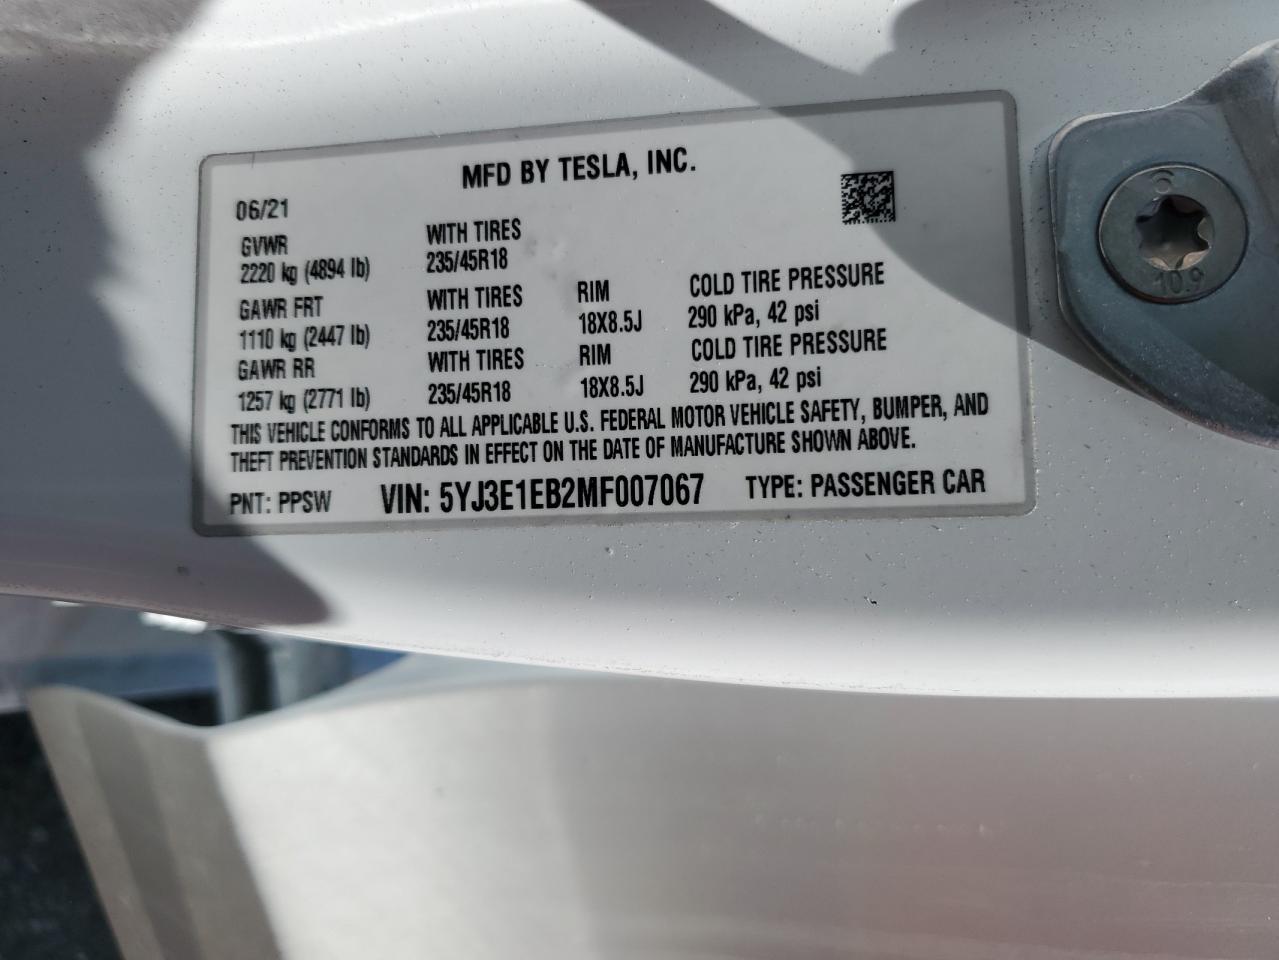 MFD BY TESLA, INC.
06/21
GVWR WITH TIRES
2220 kg (4894 lb) 235/45R18
GAWR FRT WITH TIRES RIM COLD TIRE PRESSURE
1110 kg (2447 lb) 235/45R18 18X8.5J 290 kPa, 42 psi
GAWR RR WITH TIRES RIM COLD TIRE PRESSURE
1257 kg (2771 lb) 235/45R18 18X8.5J 290 kPa, 42 psi
THIS VEHICLE CONFORMS TO ALL APPLICABLE U.S. FEDERAL MOTOR VEHICLE SAFETY, BUMPER, AND
THEFT PREVENTION STANDARDS IN EFFECT ON THE DATE OF MANUFACTURE SHOWN ABOVE.
PNT: PPSW VIN: 5YJ3E1EB2MF007067 TYPE: PASSENGER CAR
6
10.9